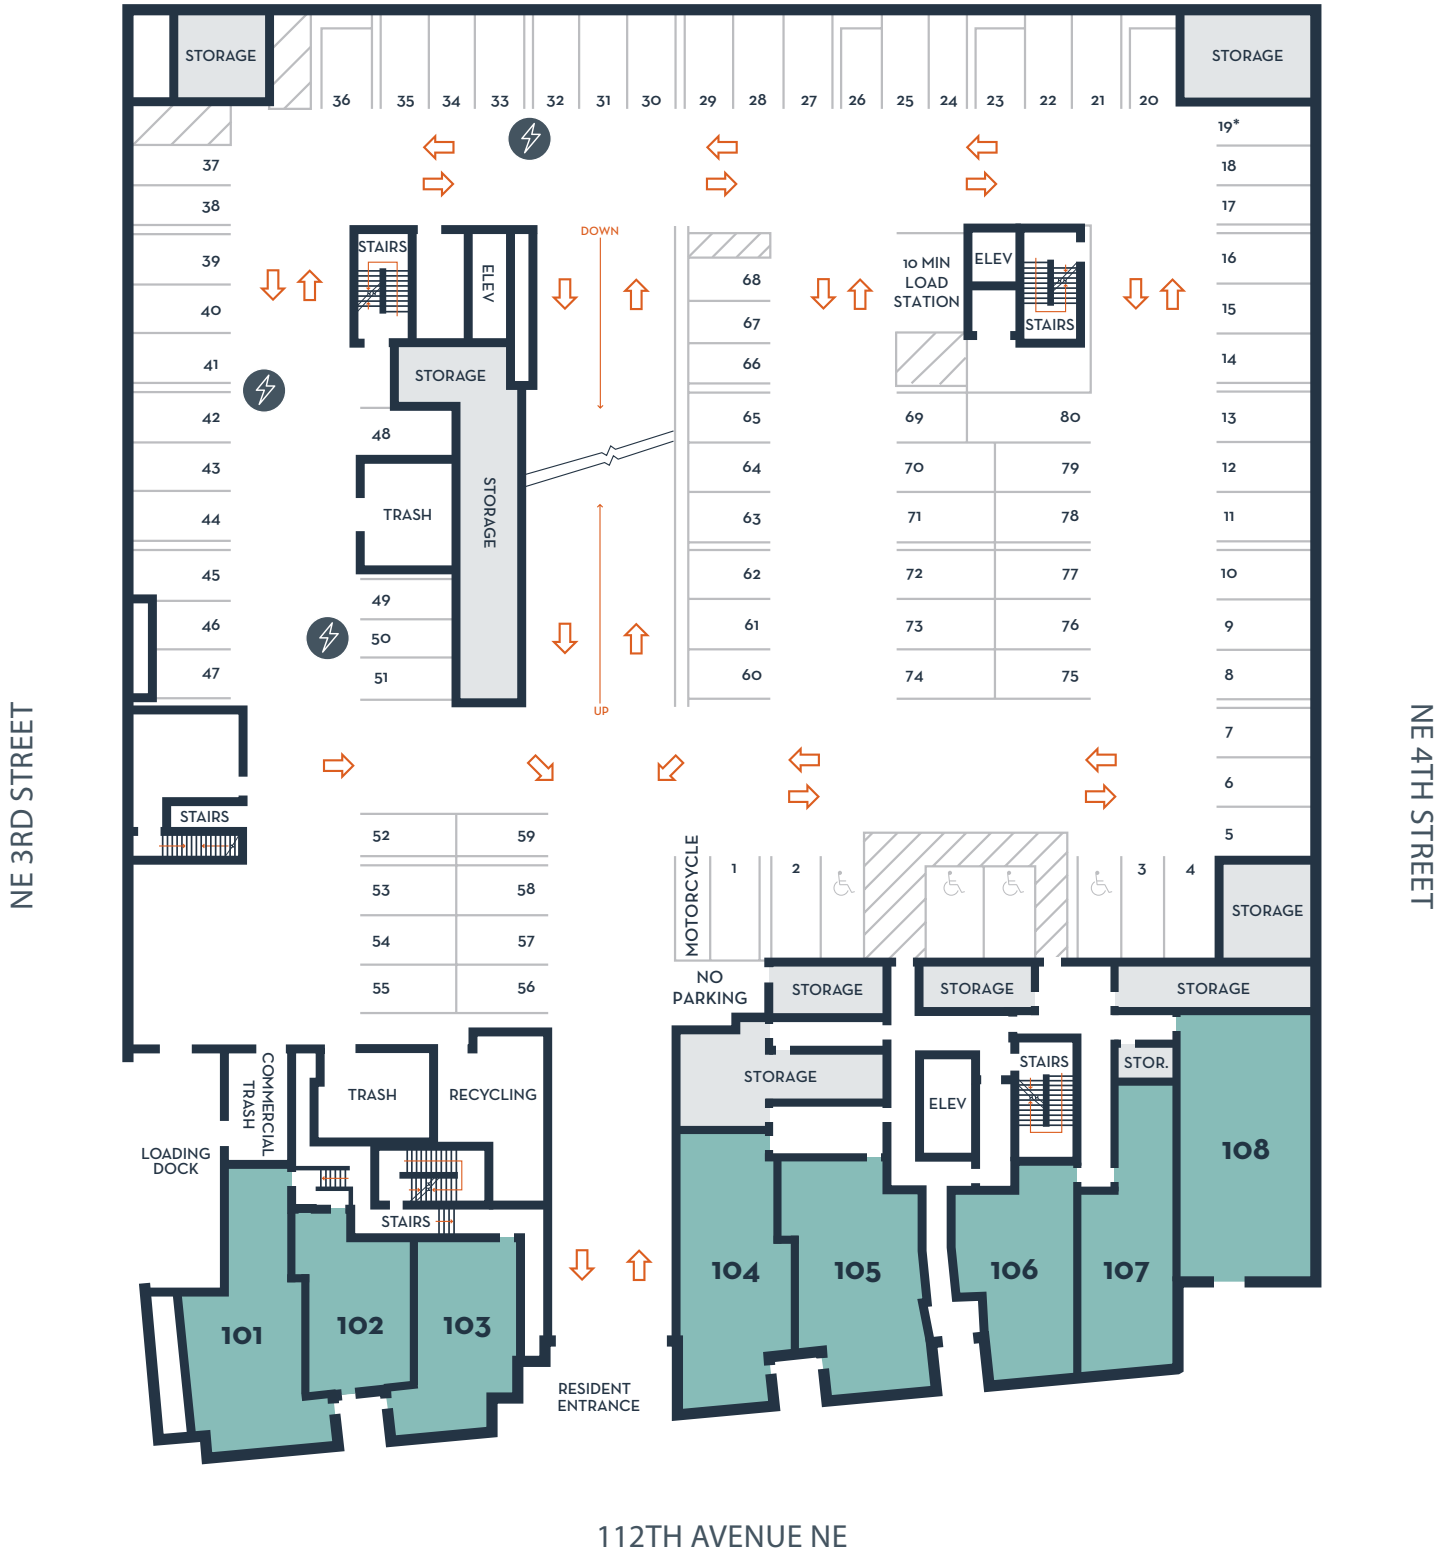 STORAGE
STORAGE
36
35
34
33
32
31
30
29
28
27
26
25
24
23
22
21
20
19*
18
17
16
15
14
13
12
11
10
9
8
7
6
5
37
38
39
40
41
42
43
44
45
46
47
STAIRS
ELEV
STORAGE
STORAGE
48
TRASH
49
50
51
DOWN
UP
68
67
66
65
64
63
62
61
60
10 MIN
LOAD
STATION
ELEV
STAIRS
69
70
71
72
73
74
80
79
78
77
76
75
NE 3RD STREET
NE 4TH STREET
STAIRS
52
53
54
55
59
58
57
56
MOTORCYCLE
1
2
3
4
STORAGE
NO
PARKING
STORAGE
STORAGE
STORAGE
STORAGE
STAIRS
STOR.
ELEV
COMMERCIAL
TRASH
TRASH
RECYCLING
LOADING
DOCK
STAIRS
101
102
103
104
105
106
107
108
RESIDENT
ENTRANCE
112TH AVENUE NE